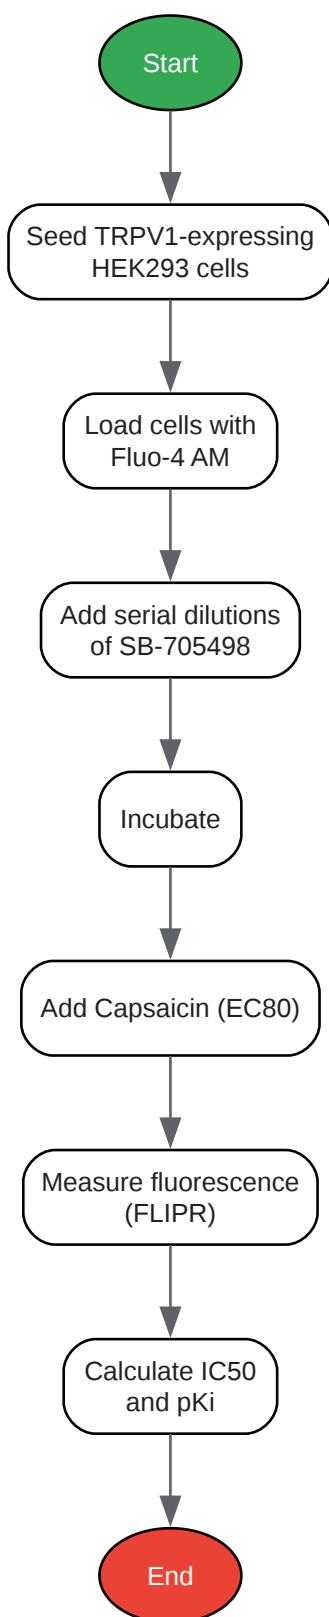 Start
Seed TRPV1-expressing
HEK293 cells
Load cells with
Fluo-4 AM
Add serial dilutions
of SB-705498
Incubate
Add Capsaicin (EC80)
Measure fluorescence
(FLIPR)
Calculate IC50
and pKi
End